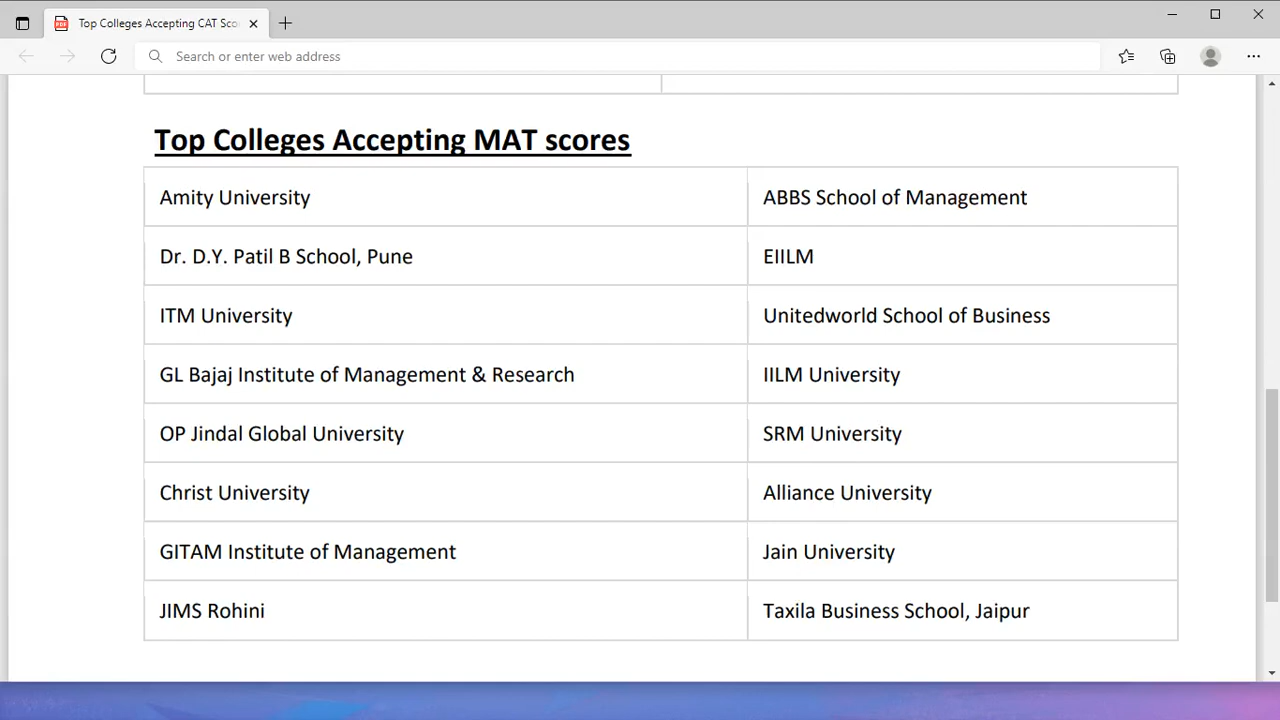 Top Colleges Accepting CAT Sco
Search or enter web address
Top Colleges Accepting MAT scores
Amity University ABBS School of Management
Dr. D.Y. Patil B School, Pune EIILM
ITM University Unitedworld School of Business
GL Bajaj Institute of Management & Research IILM University
OP Jindal Global University SRM University
Christ University Alliance University
GITAM Institute of Management Jain University
JIMS Rohini Taxila Business School, Jaipur